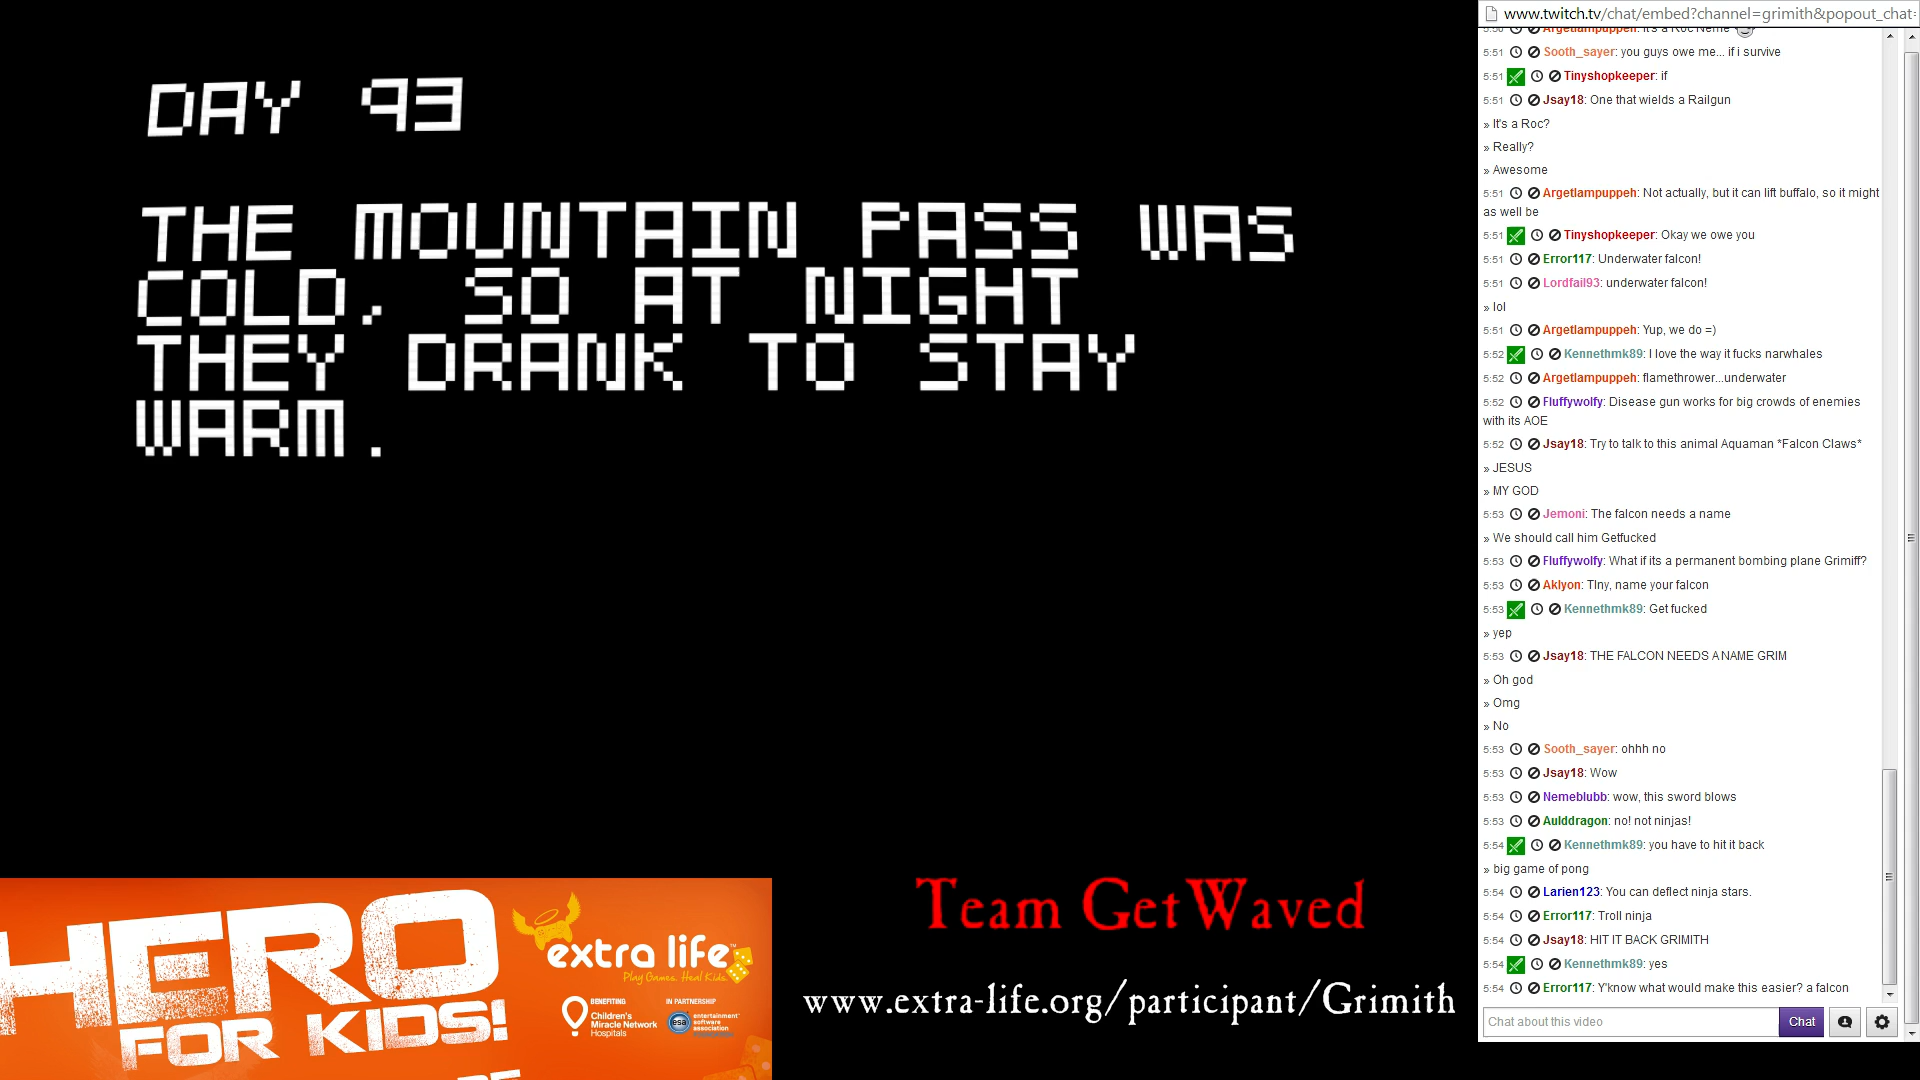 DAY 93
THE MOUNTAIN PASS WAS
COLD, SO AT NIGHT
THEY DRANK TO STAY
WARM.
HERO
FOR KIDS!
extra life™
Play Games. Heal Kids.
BENEFITING
Children's
Miracle Network
Hospitals
IN PARTNERSHIP
esa entertainment
software
association
Team GetWaved
www.extra-life.org/participant/Grimith
www.twitch.tv/chat/embed?channel=grimith&popout_chat=
5:50 Argetlampuppeh: It's a Roc Neme
5:51 Sooth_sayer: you guys owe me... if i survive
5:51 Tinyshopkeeper: if
5:51 Jsay18: One that wields a Railgun
» It's a Roc?
» Really?
» Awesome
5:51 Argetlampuppeh: Not actually, but it can lift buffalo, so it might
as well be
5:51 Tinyshopkeeper: Okay we owe you
5:51 Error117: Underwater falcon!
5:51 Lordfail93: underwater falcon!
» lol
5:51 Argetlampuppeh: Yup, we do =)
5:52 Kennethmk89: I love the way it fucks narwhales
5:52 Argetlampuppeh: flamethrower...underwater
5:52 Fluffywolfy: Disease gun works for big crowds of enemies
with its AOE
5:52 Jsay18: Try to talk to this animal Aquaman *Falcon Claws*
» JESUS
» MY GOD
5:53 Jemoni: The falcon needs a name
» We should call him Getfucked
5:53 Fluffywolfy: What if its a permanent bombing plane Grimiff?
5:53 Aklyon: TIny, name your falcon
5:53 Kennethmk89: Get fucked
» yep
5:53 Jsay18: THE FALCON NEEDS A NAME GRIM
» Oh god
» Omg
» No
5:53 Sooth_sayer: ohhh no
5:53 Jsay18: Wow
5:53 Nemeblubb: wow, this sword blows
5:53 Aulddragon: no! not ninjas!
5:54 Kennethmk89: you have to hit it back
» big game of pong
5:54 Larien123: You can deflect ninja stars.
5:54 Error117: Troll ninja
5:54 Jsay18: HIT IT BACK GRIMITH
5:54 Kennethmk89: yes
5:54 Error117: Y'know what would make this easier? a falcon
Chat about this video
Chat